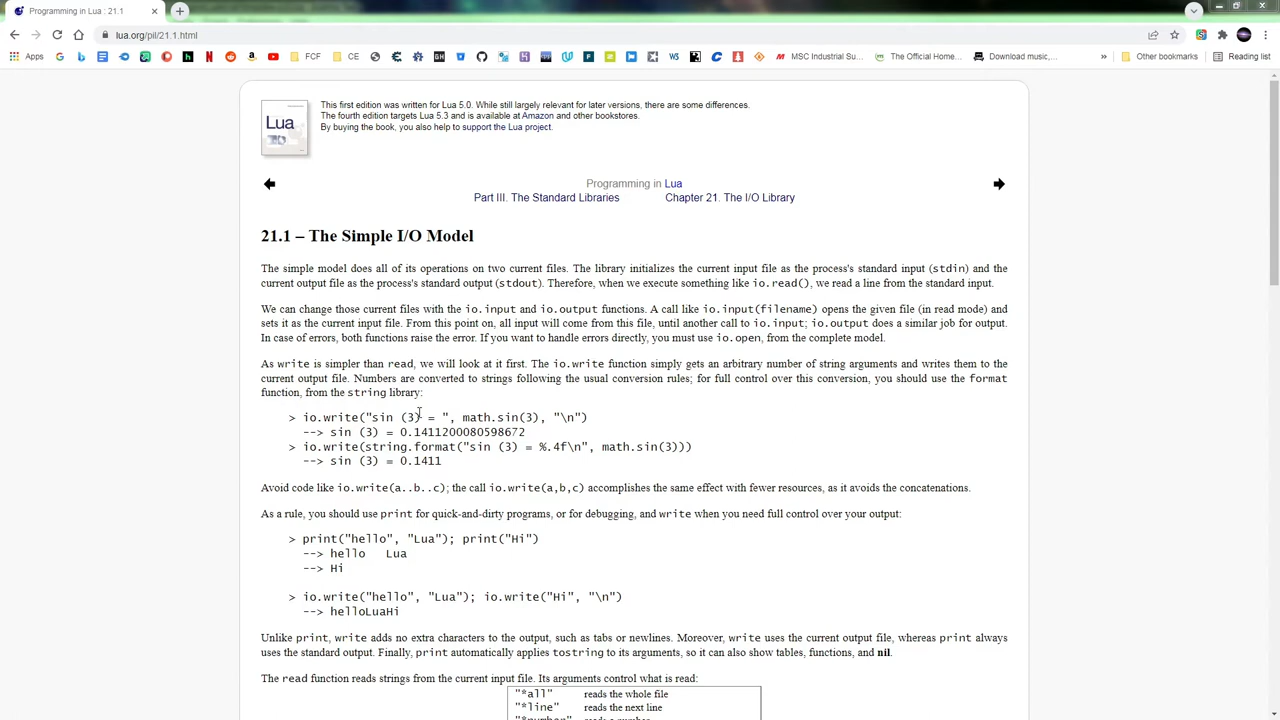 Programming in Lua : 21.1
lua.org/pil/21.1.html
Apps
FCF
CE
MSC Industrial Su...
The Official Home...
Download music,...
»
Other bookmarks
Reading list
Lua
This first edition was written for Lua 5.0. While still largely relevant for later versions, there are some differences.
The fourth edition targets Lua 5.3 and is available at Amazon and other bookstores.
By buying the book, you also help to support the Lua project.
Programming in Lua
Part III. The Standard Libraries Chapter 21. The I/O Library
21.1 – The Simple I/O Model
The simple model does all of its operations on two current files. The library initializes the current input file as the process's standard input (stdin) and the
current output file as the process's standard output (stdout). Therefore, when we execute something like io.read(), we read a line from the standard input.
We can change those current files with the io.input and io.output functions. A call like io.input(filename) opens the given file (in read mode) and
sets it as the current input file. From this point on, all input will come from this file, until another call to io.input; io.output does a similar job for output.
In case of errors, both functions raise the error. If you want to handle errors directly, you must use io.open, from the complete model.
As write is simpler than read, we will look at it first. The io.write function simply gets an arbitrary number of string arguments and writes them to the
current output file. Numbers are converted to strings following the usual conversion rules; for full control over this conversion, you should use the format
function, from the string library:
> io.write("sin (3) = ", math.sin(3), "\n")
--> sin (3) = 0.1411200080598672
> io.write(string.format("sin (3) = %.4f\n", math.sin(3)))
--> sin (3) = 0.1411
Avoid code like io.write(a..b..c); the call io.write(a,b,c) accomplishes the same effect with fewer resources, as it avoids the concatenations.
As a rule, you should use print for quick-and-dirty programs, or for debugging, and write when you need full control over your output:
> print("hello", "Lua"); print("Hi")
--> hello Lua
--> Hi
> io.write("hello", "Lua"); io.write("Hi", "\n")
--> helloLuaHi
Unlike print, write adds no extra characters to the output, such as tabs or newlines. Moreover, write uses the current output file, whereas print always
uses the standard output. Finally, print automatically applies tostring to its arguments, so it can also show tables, functions, and nil.
The read function reads strings from the current input file. Its arguments control what is read:
"*all" reads the whole file
"*line" reads the next line
"*number" reads a number